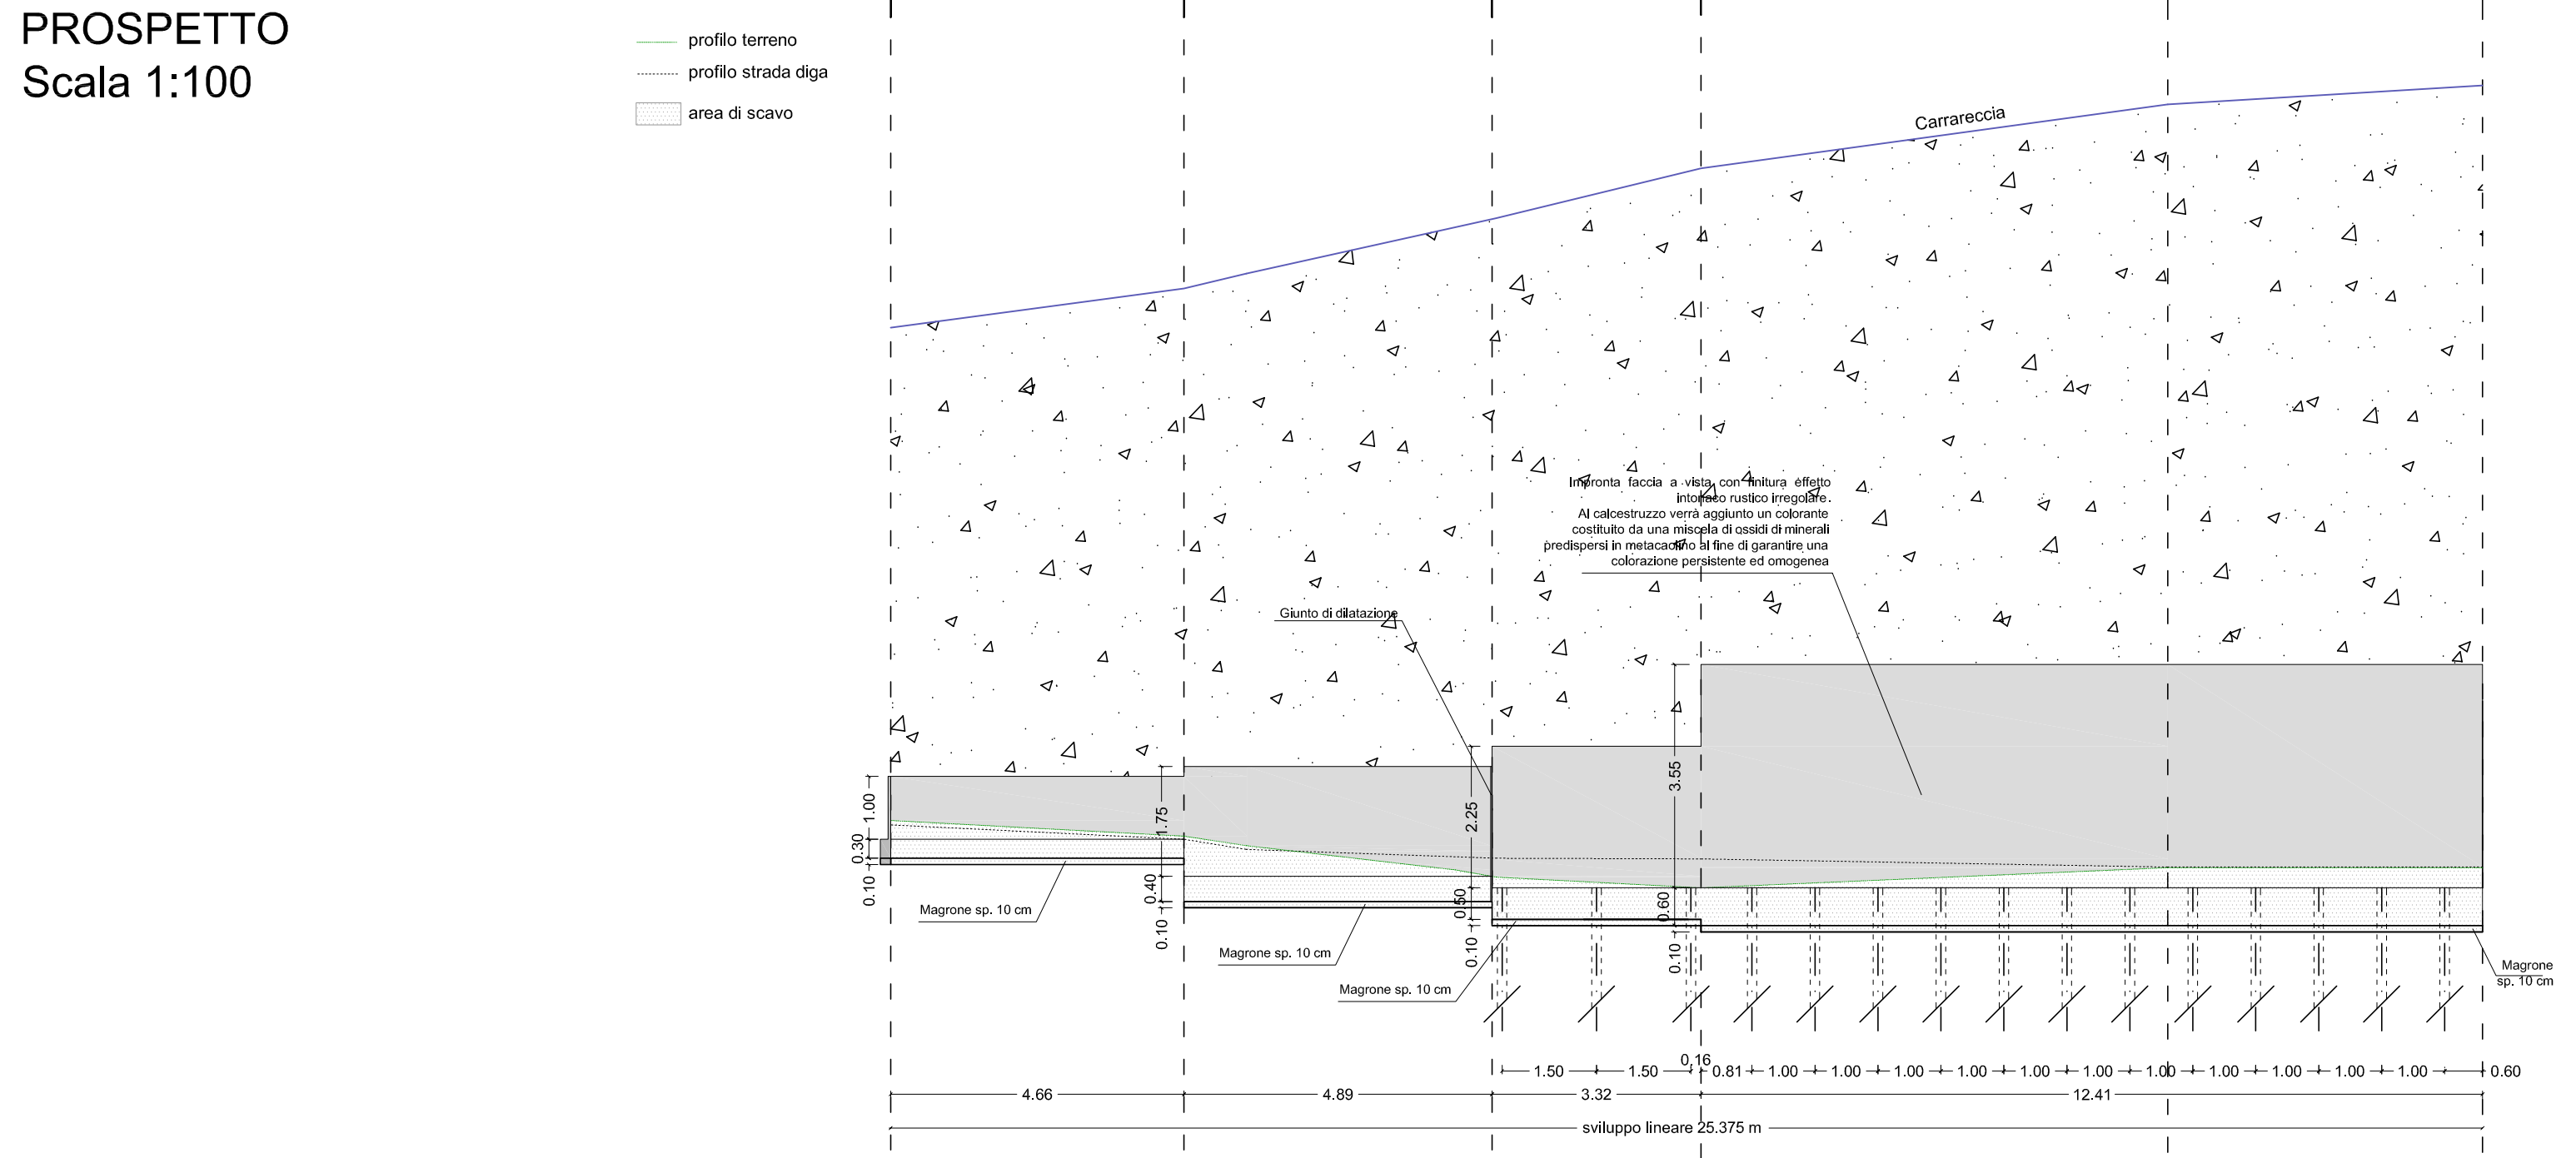 PROSPETTO
Scala 1:100
profilo terreno
profilo strada diga
area di scavo
Carrareccia
Impronta faccia a vista con finitura effetto
intonaco rustico irregolare.
Al calcestruzzo verrà aggiunto un colorante
costituito da una miscela di ossidi di minerali
predispersi in metacaolino al fine di garantire una
colorazione persistente ed omogenea
Giunto di dilatazione
1.00
0.30
0.10
1.75
0.40
0.10
2.25
0.50
0.10
3.55
0.60
0.10
Magrone sp. 10 cm
Magrone sp. 10 cm
Magrone sp. 10 cm
Magrone
sp. 10 cm
0.16
1.50 1.50 0.81 1.00 1.00 1.00 1.00 1.00 1.00 1.00 1.00 1.00 1.00 1.00 0.60
4.66 4.89 3.32 12.41
sviluppo lineare 25.375 m